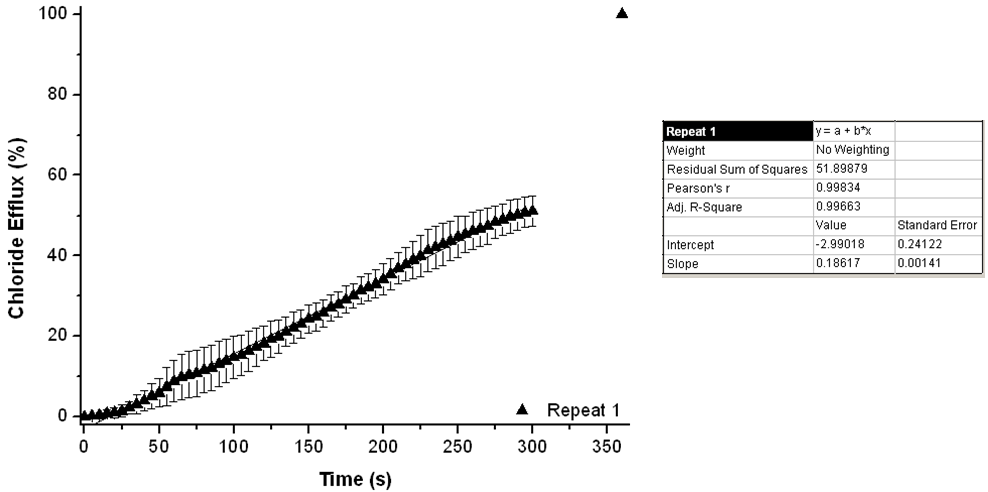 100
80
60
40
20
0
Chloride Efflux (%)
0 50 100 150 200 250 300 350
Time (s)
Repeat 1
Repeat 1 y = a + b*x
Weight No Weighting
Residual Sum of Squares 51.89879
Pearson's r 0.99834
Adj. R-Square 0.99663
Value Standard Error
Intercept -2.99018 0.24122
Slope 0.18617 0.00141